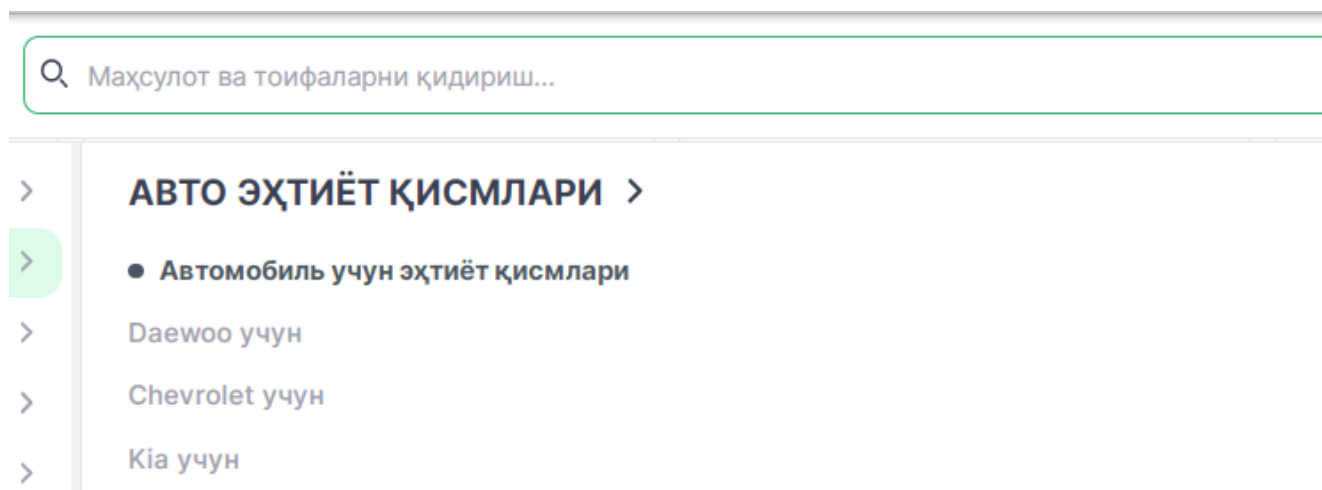 Маҳсулот ва тоифаларни қидириш...
АВТО ЭҲТИЁТ ҚИСМЛАРИ
Автомобиль учун эҳтиёт қисмлари
Daewoo учун
Chevrolet учун
Kia учун